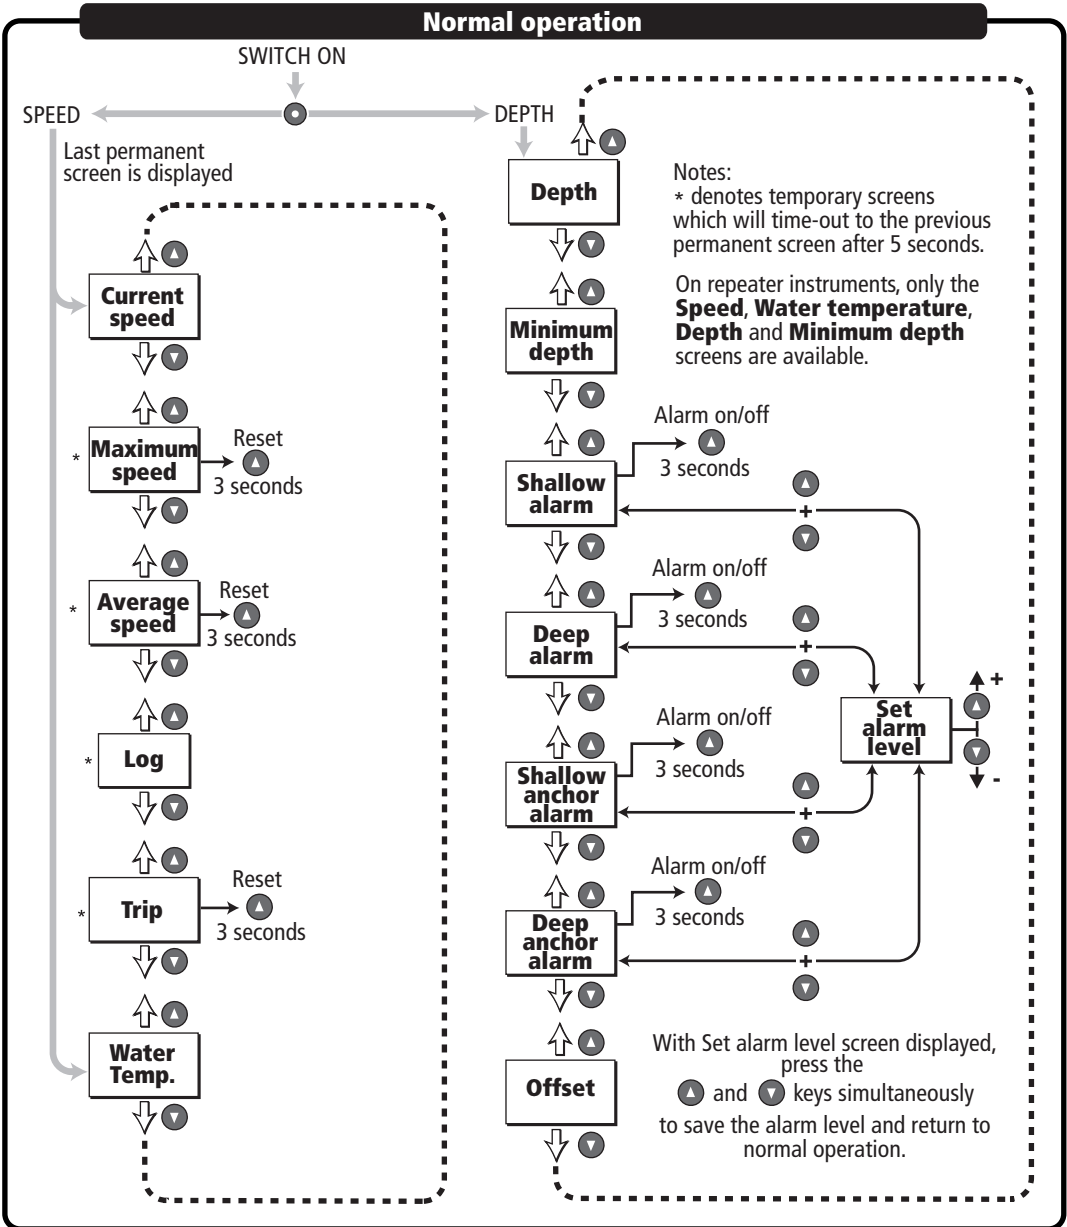 Normal operation
SWITCH ON
SPEED
DEPTH
Last permanent
screen is displayed
Current
speed
*
Maximum
speed
Reset
3 seconds
*
Average
speed
Reset
3 seconds
*
Log
*
Trip
Reset
3 seconds
Water
Temp.
Depth
Minimum
depth
Shallow
alarm
Alarm on/off
3 seconds
+
Deep
alarm
Alarm on/off
3 seconds
+
Shallow
anchor
alarm
Alarm on/off
3 seconds
+
Deep
anchor
alarm
Alarm on/off
3 seconds
+
Offset
Set
alarm
level
+
-
Notes:
* denotes temporary screens
which will time-out to the previous
permanent screen after 5 seconds.
On repeater instruments, only the
Speed, Water temperature,
Depth and Minimum depth
screens are available.
With Set alarm level screen displayed,
press the
and keys simultaneously
to save the alarm level and return to
normal operation.